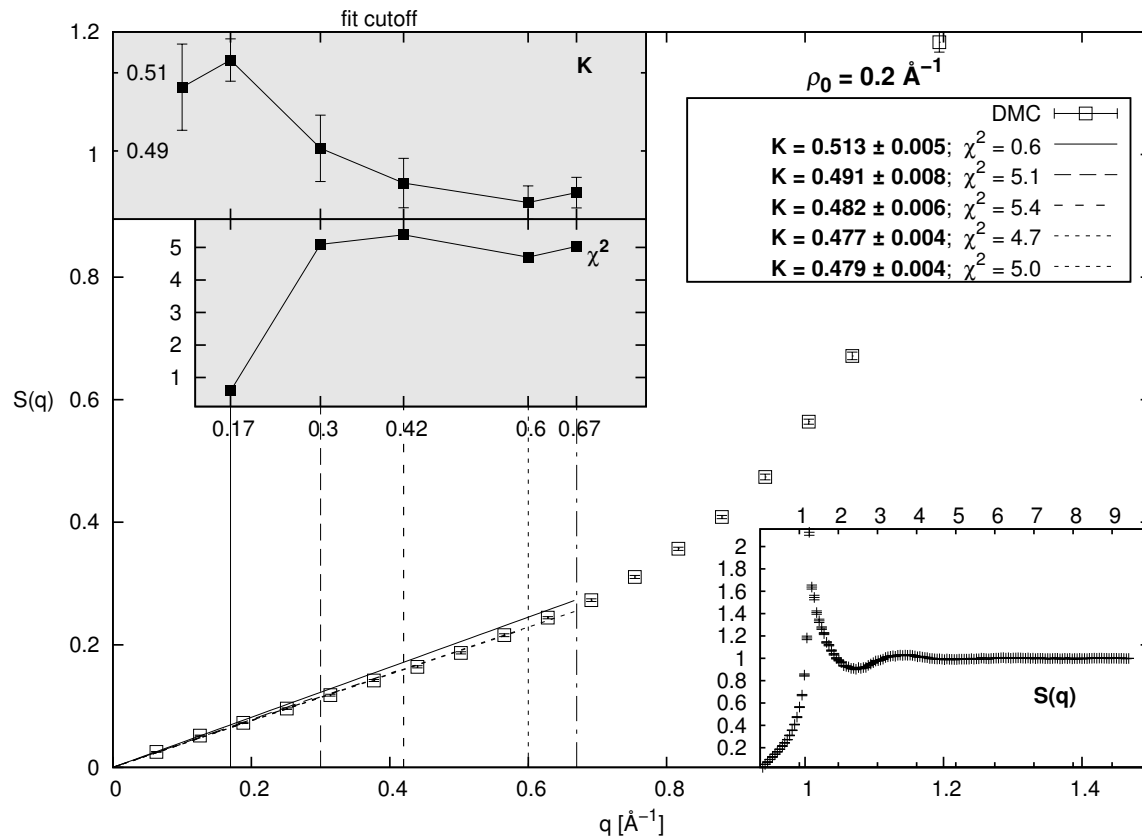 fit cutoff
1.2
1
0.8
0.6
0.4
0.2
0
S(q)
0.51
0.49
K
5
4
3
2
1
χ2
0.17 0.3 0.42 0.6 0.67
ρ0 = 0.2 Å−1
DMC
K = 0.513 ± 0.005; χ2 = 0.6
K = 0.491 ± 0.008; χ2 = 5.1
K = 0.482 ± 0.006; χ2 = 5.4
K = 0.477 ± 0.004; χ2 = 4.7
K = 0.479 ± 0.004; χ2 = 5.0
1 2 3 4 5 6 7 8 9
2
1.8
1.6
1.4
1.2
1.0
0.8
0.6
0.4
0.2
S(q)
0 0.2 0.4 0.6 0.8 1 1.2 1.4
q [Å−1]